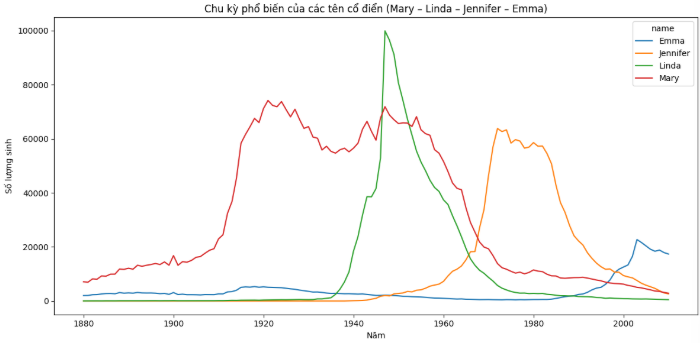 Chu kỳ phổ biến của các tên cổ điển (Mary – Linda – Jennifer – Emma)
name
Emma
Jennifer
Linda
Mary
Số lượng sinh
100000
80000
60000
40000
20000
0
1880
1900
1920
1940
1960
1980
2000
Năm